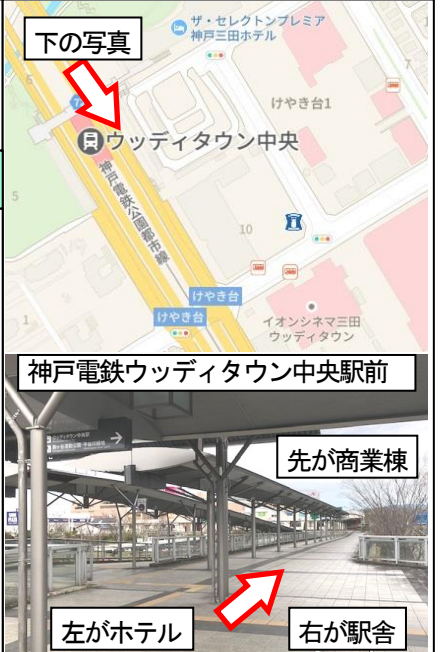 下の写真
ザ・セレクトンプレミア
神戸三田ホテル
けやき台1
7
5
ウッディタウン中央
神戸電鉄公園都市線
5
10
1
けやき台
けやき台
イオンシネマ三田
ウッディタウン
神戸電鉄ウッディタウン中央駅前
先が商業棟
左がホテル
右が駅舎